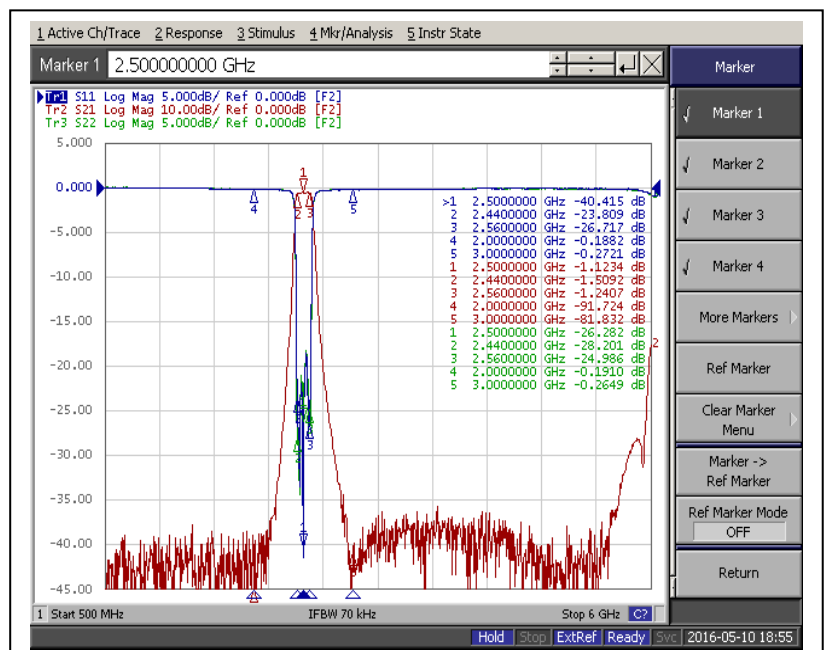 1 Active Ch/Trace 2 Response 3 Stimulus 4 Mkr/Analysis 5 Instr State
Marker 1 2.500000000 GHz
Marker
Tr1 S11 Log Mag 5.000dB/ Ref 0.000dB [F2]
Tr2 S21 Log Mag 10.00dB/ Ref 0.000dB [F2]
Tr3 S22 Log Mag 5.000dB/ Ref 0.000dB [F2]
5.000
0.000
-5.000
-10.00
-15.00
-20.00
-25.00
-30.00
-35.00
-40.00
-45.00
>1 2.5000000 GHz -40.415 dB
2 2.4400000 GHz -23.809 dB
3 2.5600000 GHz -26.717 dB
4 2.0000000 GHz -0.1882 dB
5 3.0000000 GHz -0.2721 dB
1 2.5000000 GHz -1.1234 dB
2 2.4400000 GHz -1.5092 dB
3 2.5600000 GHz -1.2407 dB
4 2.0000000 GHz -91.724 dB
5 3.0000000 GHz -81.832 dB
1 2.5000000 GHz -26.282 dB
2 2.4400000 GHz -28.201 dB
3 2.5600000 GHz -24.986 dB
4 2.0000000 GHz -0.1910 dB
5 3.0000000 GHz -0.2649 dB
1
2 3
4
5
2
3
Marker 1
Marker 2
Marker 3
Marker 4
More Markers
Ref Marker
Clear Marker
Menu
Marker ->
Ref Marker
Ref Marker Mode
OFF
Return
1 Start 500 MHz IFBW 70 kHz Stop 6 GHz C?
Hold Stop ExtRef Ready Svc 2016-05-10 18:55